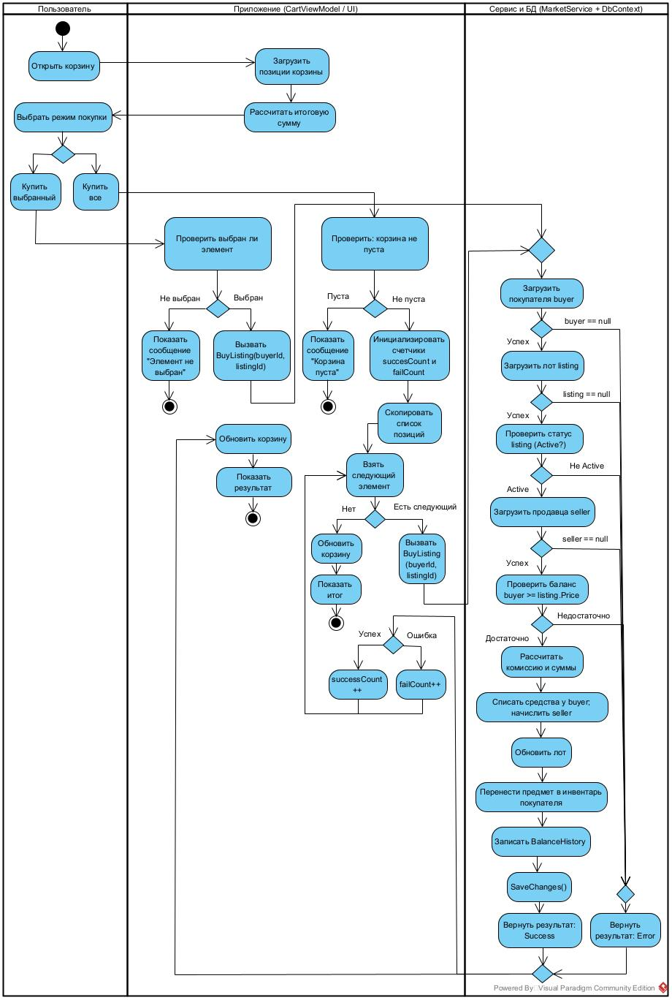 Пользователь
Приложение (CartViewModel / UI)
Сервис и БД (MarketService + DbContext)
Открыть корзину
Загрузить
позиции корзины
Рассчитать итоговую
сумму
Выбрать режим покупки
Купить
выбранный
Купить
все
Проверить выбран ли
элемент
Проверить: корзина не
пуста
Не выбран
Выбран
Показать
сообщение
"Элемент не
выбран"
Вызвать
BuyListing(buyerId,
listingId)
Пуста
Не пуста
Показать
сообщение
"Корзина
пуста"
Инициализировать
счетчики
succesCount и
failCount
Скопировать
список
позиций
Обновить корзину
Показать
результат
Взять
следующий
элемент
Нет
Есть следующий
Обновить
корзину
Показать
итог
Вызвать
BuyListing
(buyerId,
listingId)
Успех
Ошибка
successCount
++
failCount++
Загрузить
покупателя buyer
buyer == null
Успех
Загрузить лот listing
listing == null
Успех
Проверить статус
listing (Active?)
Не Active
Active
Загрузить продавца seller
seller == null
Успех
Проверить баланс
buyer >= listing.Price
Недостаточно
Достаточно
Рассчитать
комиссию и суммы
Списать средства у buyer;
начислить seller
Обновить лот
Перенести предмет в инвентарь
покупателя
Записать BalanceHistory
SaveChanges()
Вернуть результат:
Success
Вернуть
результат: Error
Powered By Visual Paradigm Community Edition